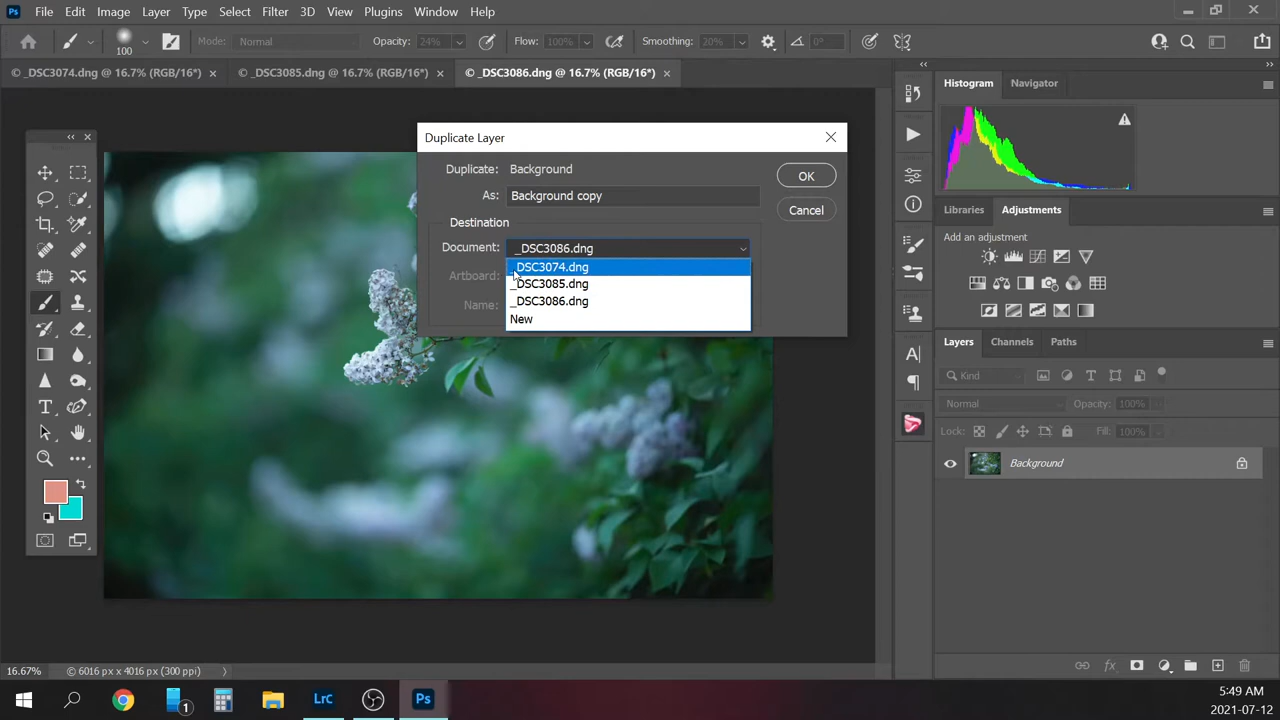 Ps File Edit Image Layer Type Select Filter 3D View Plugins Window Help
100 Mode: Normal Opacity: 24% Flow: 100% Smoothing: 20% 0°
© _DSC3074.dng @ 16.7% (RGB/16*) × © _DSC3085.dng @ 16.7% (RGB/16*) × © _DSC3086.dng @ 16.7% (RGB/16*) ×
Histogram Navigator
Duplicate Layer
Duplicate: Background OK
As: Background copy
Cancel
Destination
Document: _DSC3086.dng
_DSC3074.dng
Artboard:
_DSC3085.dng
_DSC3086.dng
Name:
New
Libraries Adjustments
Add an adjustment
Layers Channels Paths
Kind
Normal Opacity: 100%
Lock: Fill: 100%
Background
16.67% © 6016 px x 4016 px (300 ppi)
1 LrC Ps
5:49 AM
2021-07-12